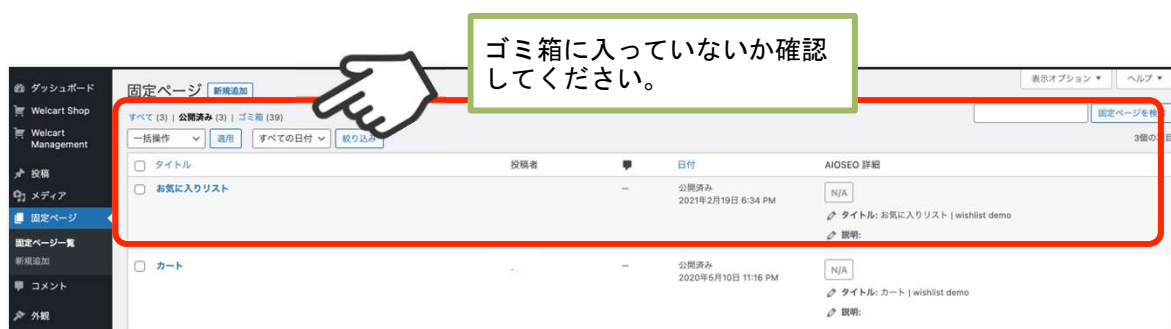 ゴミ箱に入っていないか確認
してください。
ダッシュボード
Welcart Shop
Welcart
Management
投稿
メディア
固定ページ
固定ページ一覧
新規追加
コメント
外観
固定ページ 新規追加
表示オプション ▼ ヘルプ ▼
すべて (3) | 公開済み (3) | ゴミ箱 (39)
固定ページを検
一括操作 適用 すべての日付 絞り込み
3個の項目
タイトル 投稿者 日付 AIOSEO 詳細
お気に入りリスト — 公開済み N/A
2021年2月19日 6:34 PM
タイトル: お気に入りリスト | wishlist demo
説明:
カート — 公開済み N/A
2020年5月10日 11:16 PM
タイトル: カート | wishlist demo
説明: